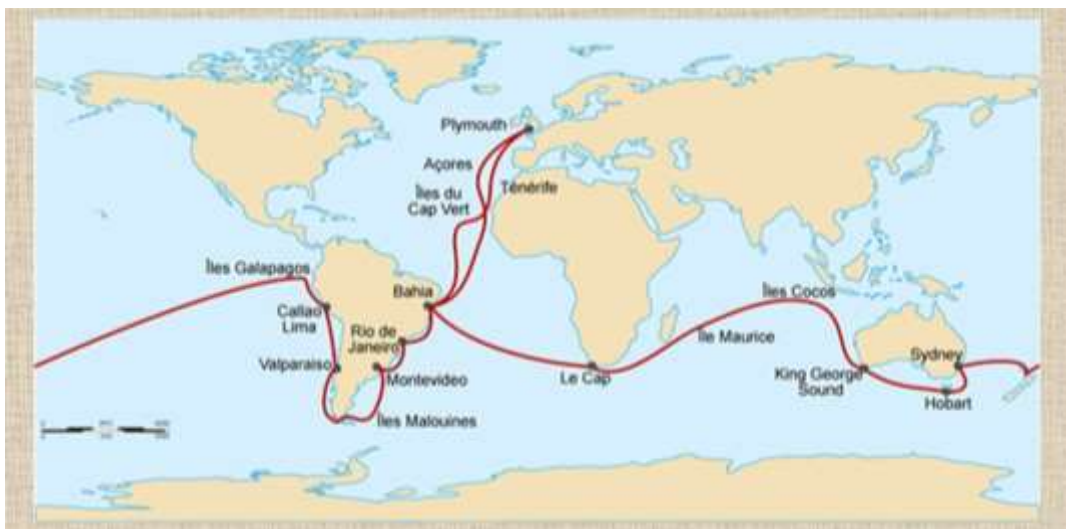 Plymouth
Açores
Îles du
Cap Vert
Ténérife
Îles Galapagos
Callao
Lima
Bahia
Rio de
Janeiro
Valparaiso
Montevideo
Îles Malouines
Le Cap
Île Maurice
Îles Cocos
King George
Sound
Sydney
Hobart